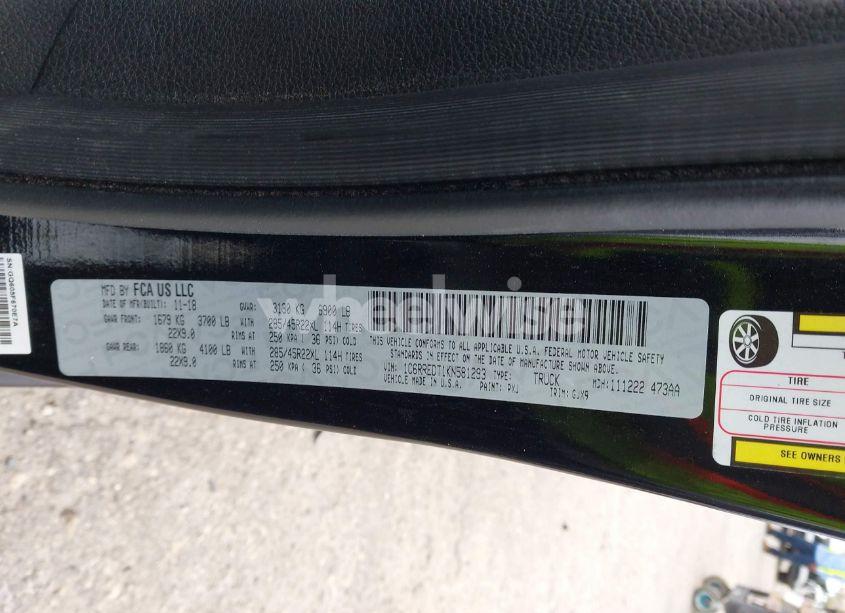 SN:GQ605FF670E7A
MFD BY FCA US LLC
DATE OF MFR(BUILT): 11-18 GVWR: 3130 KG 6900 LB
GAWR FRONT: 1679 KG 3700 LB 285/45R22XL 114H TIRES
22X9.0 RIMS AT 250 KPA ( 36 PSI) COLD
GAWR REAR: 1860 KG 4100 LB 285/45R22XL 114H TIRES
22X9.0 RIMS AT 250 KPA ( 36 PSI) COLD
THIS VEHICLE CONFORMS TO ALL APPLICABLE U.S.A. FEDERAL MOTOR VEHICLE SAFETY
STANDARDS IN EFFECT ON THE DATE OF MANUFACTURE SHOWN ABOVE.
VIN: 1C6RREDT1KN581293 TYPE: TRUCK MDH:111222 473AA
VEHICLE MADE IN U.S.A. PAINT: PXJ TRIM: GJX9
TIRE
ORIGINAL TIRE SIZE
COLD TIRE INFLATION
PRESSURE
SEE OWNERS
wheelwise